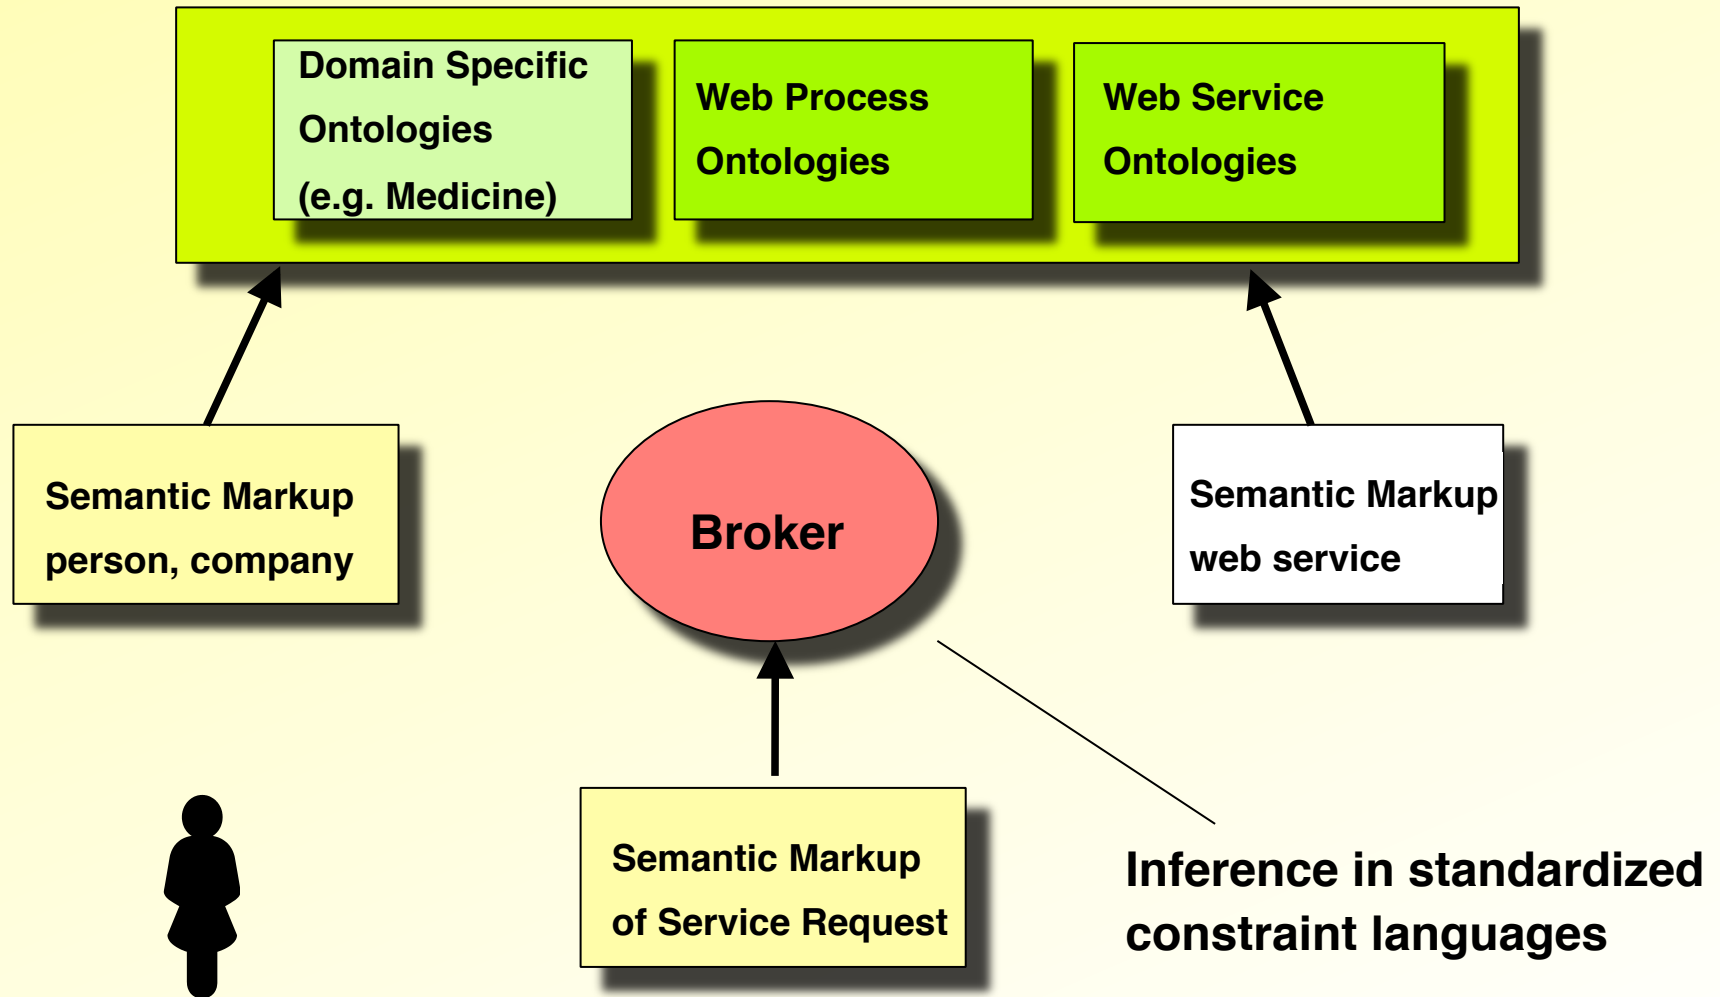 Domain Specific
Ontologies
(e.g. Medicine)
Web Process
Ontologies
Web Service
Ontologies
Semantic Markup
person, company
Broker
Semantic Markup
web service
Semantic Markup
of Service Request
Inference in standardized
constraint languages